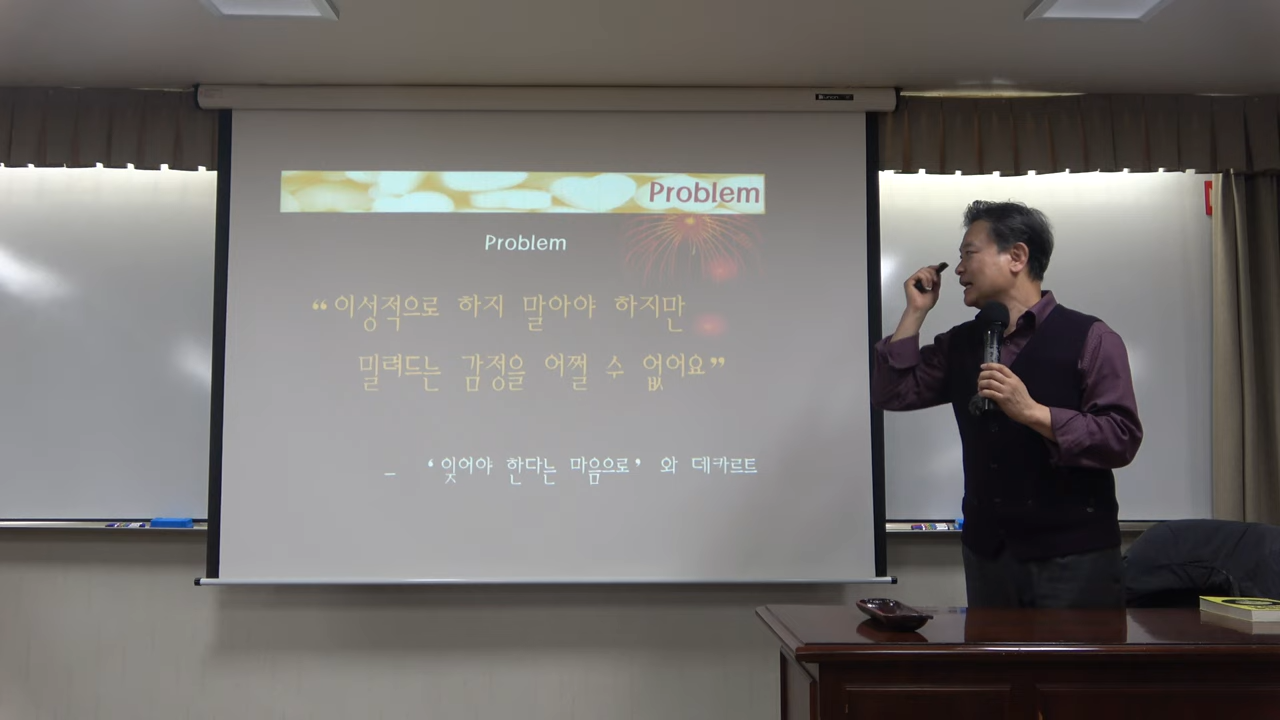 Problem
Problem
“이성적으로 하지 말아야 하지만
밀려드는 감정을 어쩔 수 없어요”
– ‘잊어야 한다는 마음으로’ 와 데카르트